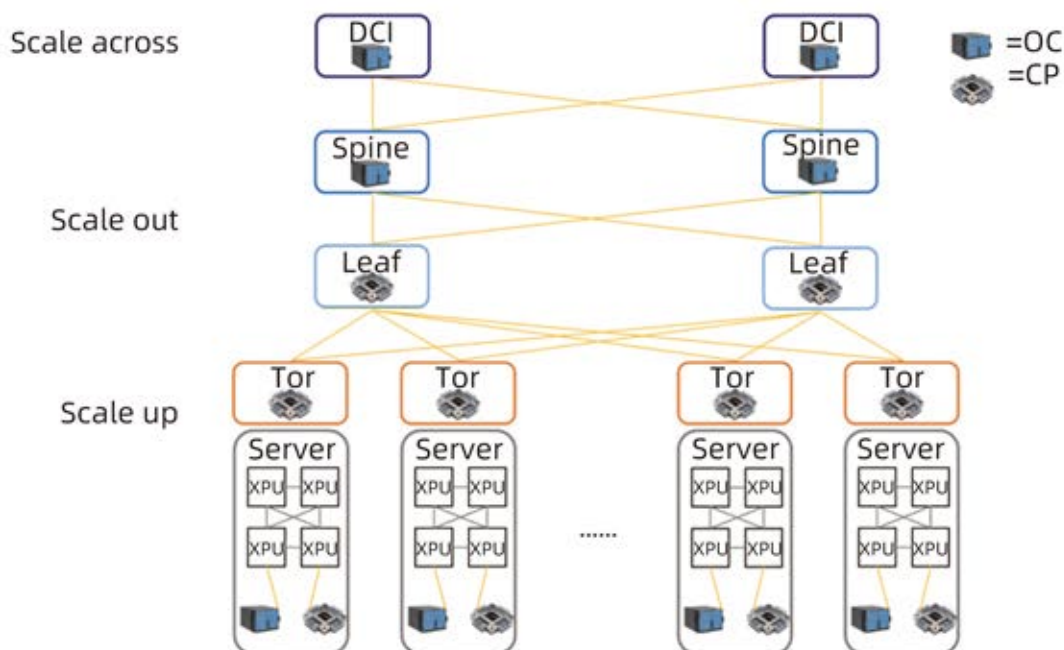 Scale across
DCI
DCI
=OC
=CP
Spine
Spine
Scale out
Leaf
Leaf
Tor
Tor
Tor
Tor
Scale up
Server
Server
Server
Server
XPU XPU
XPU XPU
XPU XPU
XPU XPU
XPU XPU
XPU XPU
XPU XPU
XPU XPU
......